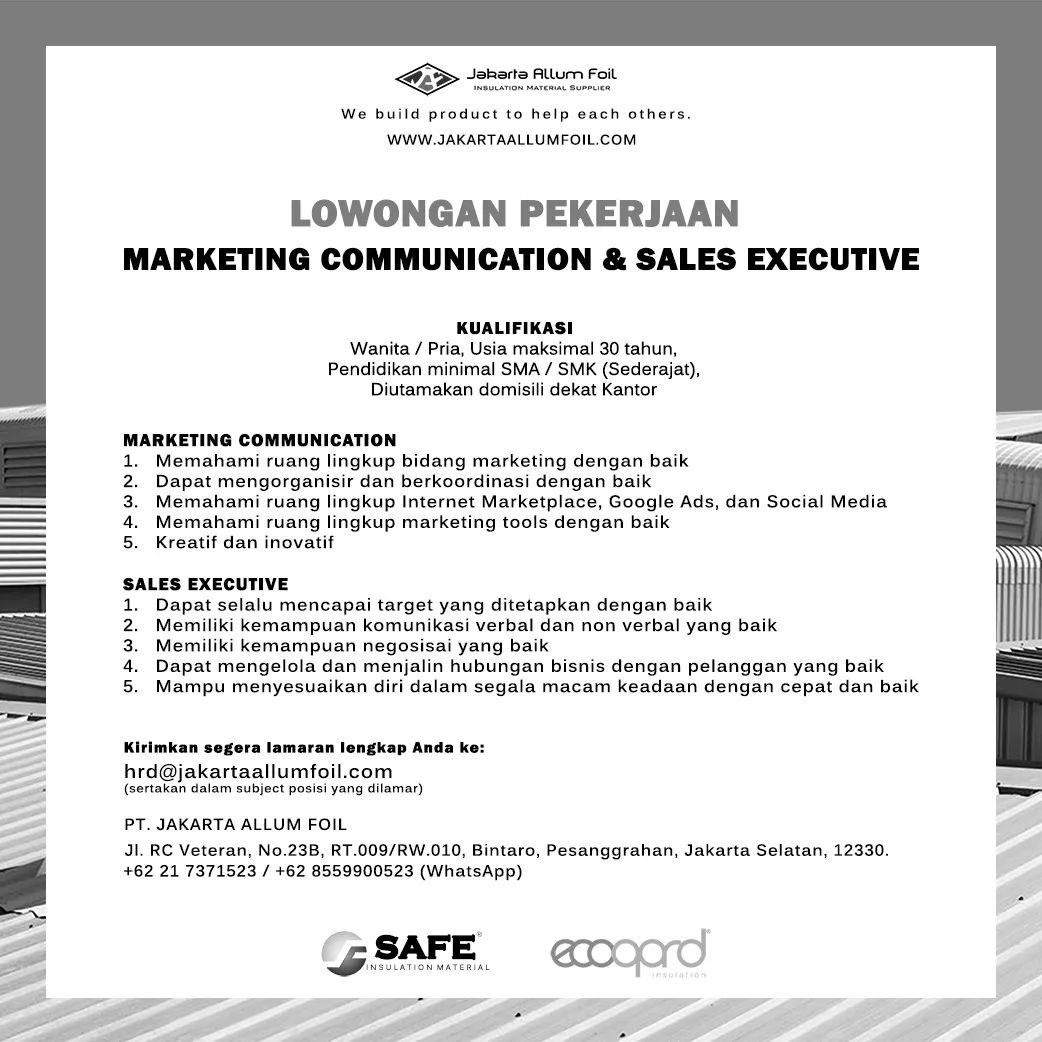 Jakarta Allum Foil
INSULATION MATERIAL SUPPLIER
We build product to help each others.
WWW.JAKARTAALLUMFOIL.COM
LOWONGAN PEKERJAAN
MARKETING COMMUNICATION & SALES EXECUTIVE
KUALIFIKASI
Wanita / Pria, Usia maksimal 30 tahun,
Pendidikan minimal SMA / SMK (Sederajat),
Diutamakan domisili dekat Kantor
MARKETING COMMUNICATION
1. Memahami ruang lingkup bidang marketing dengan baik
2. Dapat mengorganisir dan berkoordinasi dengan baik
3. Memahami ruang lingkup Internet Marketplace, Google Ads, dan Social Media
4. Memahami ruang lingkup marketing tools dengan baik
5. Kreatif dan inovatif
SALES EXECUTIVE
1. Dapat selalu mencapai target yang ditetapkan dengan baik
2. Memiliki kemampuan komunikasi verbal dan non verbal yang baik
3. Memiliki kemampuan negosisai yang baik
4. Dapat mengelola dan menjalin hubungan bisnis dengan pelanggan yang baik
5. Mampu menyesuaikan diri dalam segala macam keadaan dengan cepat dan baik
Kirimkan segera lamaran lengkap Anda ke:
hrd@jakartaallumfoil.com
(sertakan dalam subject posisi yang dilamar)
PT. JAKARTA ALLUM FOIL
Jl. RC Veteran, No.23B, RT.009/RW.010, Bintaro, Pesanggrahan, Jakarta Selatan, 12330.
+62 21 7371523 / +62 8559900523 (WhatsApp)
SAFE®
INSULATION MATERIAL
ecogard®
insulation